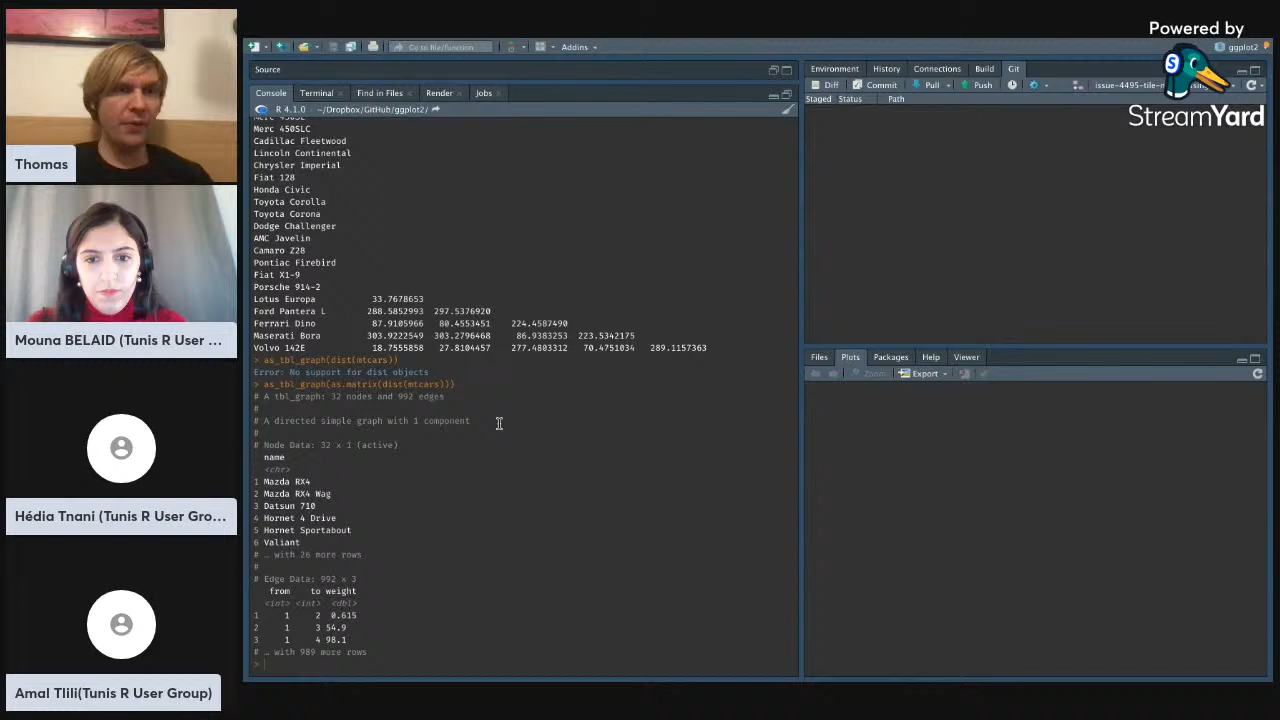 Powered by
StreamYard
Thomas
Mouna BELAID (Tunis R User ...
Hédia Tnani (Tunis R User Gro...
Amal Tlili(Tunis R User Group)
Go to file/function
Addins
ggplot2
Source
Console Terminal Find in Files Render Jobs
R 4.1.0 · ~/Dropbox/GitHub/ggplot2/
Merc 450SL
Merc 450SLC
Cadillac Fleetwood
Lincoln Continental
Chrysler Imperial
Fiat 128
Honda Civic
Toyota Corolla
Toyota Corona
Dodge Challenger
AMC Javelin
Camaro Z28
Pontiac Firebird
Fiat X1-9
Porsche 914-2
Lotus Europa 33.7678653
Ford Pantera L 288.5852993 297.5376920
Ferrari Dino 87.9105966 80.4553451 224.4587490
Maserati Bora 303.9222549 303.2796468 86.9383253 223.5342175
Volvo 142E 18.7555858 27.8104457 277.4803312 70.4751034 289.1157363
> as_tbl_graph(dist(mtcars))
Error: No support for dist objects
> as_tbl_graph(as.matrix(dist(mtcars)))
# A tbl_graph: 32 nodes and 992 edges
#
# A directed simple graph with 1 component
#
# Node Data: 32 x 1 (active)
name
<chr>
1 Mazda RX4
2 Mazda RX4 Wag
3 Datsun 710
4 Hornet 4 Drive
5 Hornet Sportabout
6 Valiant
# … with 26 more rows
#
# Edge Data: 992 x 3
from to weight
<int> <int> <dbl>
1 1 2 0.615
2 1 3 54.9
3 1 4 98.1
# … with 989 more rows
>
Environment History Connections Build Git
Diff Commit Pull Push
Staged Status Path
Files Plots Packages Help Viewer
Export